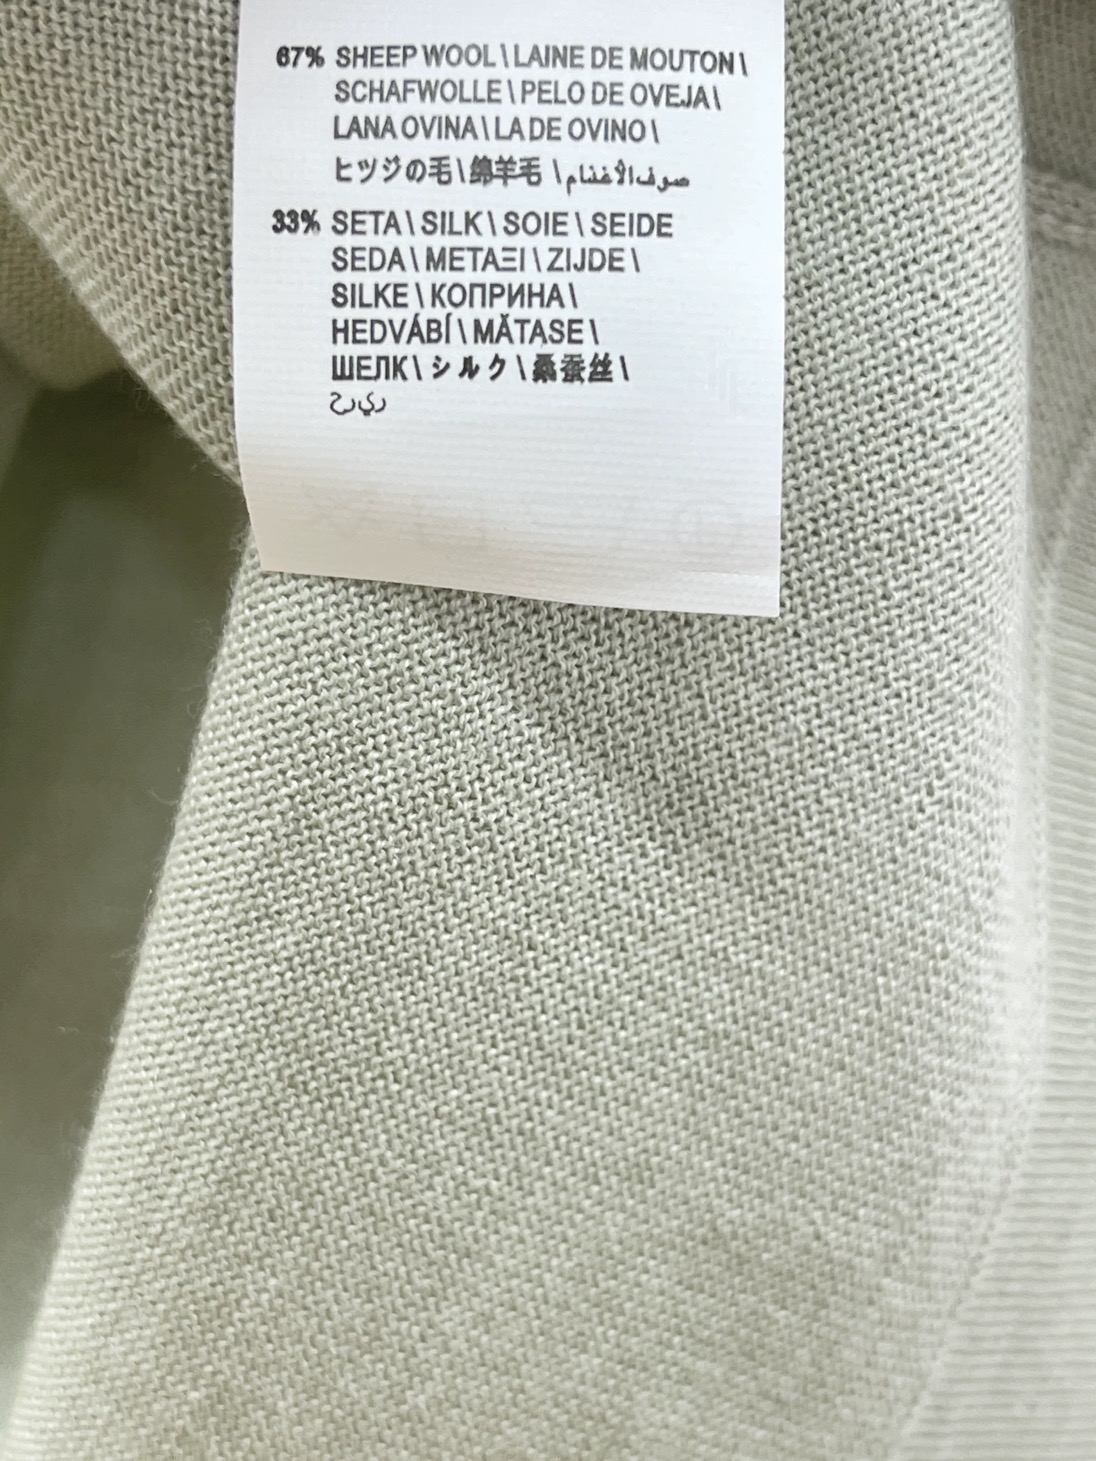 67% SHEEP WOOL \ LAINE DE MOUTON \
SCHAFWOLLE \ PELO DE OVEJA \
LANA OVINA \ LA DE OVINO \
ヒツジの毛 \ 绵羊毛 \ صوف الأغنام
33% SETA \ SILK \ SOIE \ SEIDE
SEDA \ METAΞI \ ZIJDE \
SILKE \ КОПРИНА \
HEDVÁBÍ \ MĂTASE \
ШЕЛК \ シルク \ 桑蚕丝 \